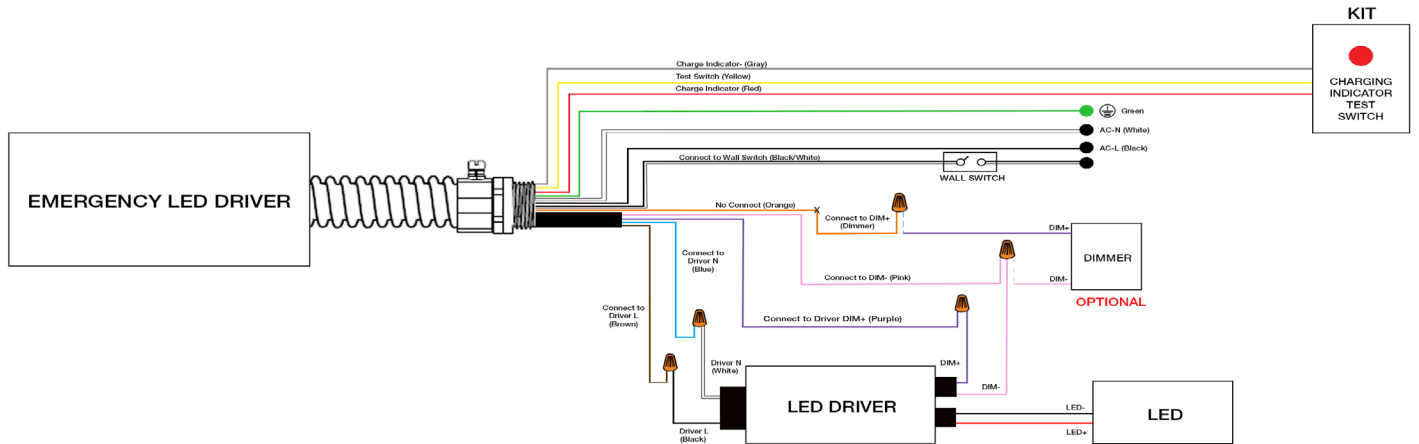 KIT
CHARGING
INDICATOR
TEST
SWITCH
Charge Indicator- (Gray)
Test Switch (Yellow)
Charge Indicator (Red)
Green
AC-N (White)
AC-L (Black)
Connect to Wall Switch (Black/White)
WALL SWITCH
EMERGENCY LED DRIVER
No Connect (Orange)
x
Connect to DIM+
(Dimmer)
DIM+
DIMMER
DIM-
OPTIONAL
Connect to
Driver N
(Blue)
Connect to DIM- (Pink)
Connect to
Driver L
(Brown)
Connect to Driver DIM+ (Purple)
Driver N
(White)
DIM+
DIM-
LED DRIVER
Driver L
(Black)
LED-
LED+
LED